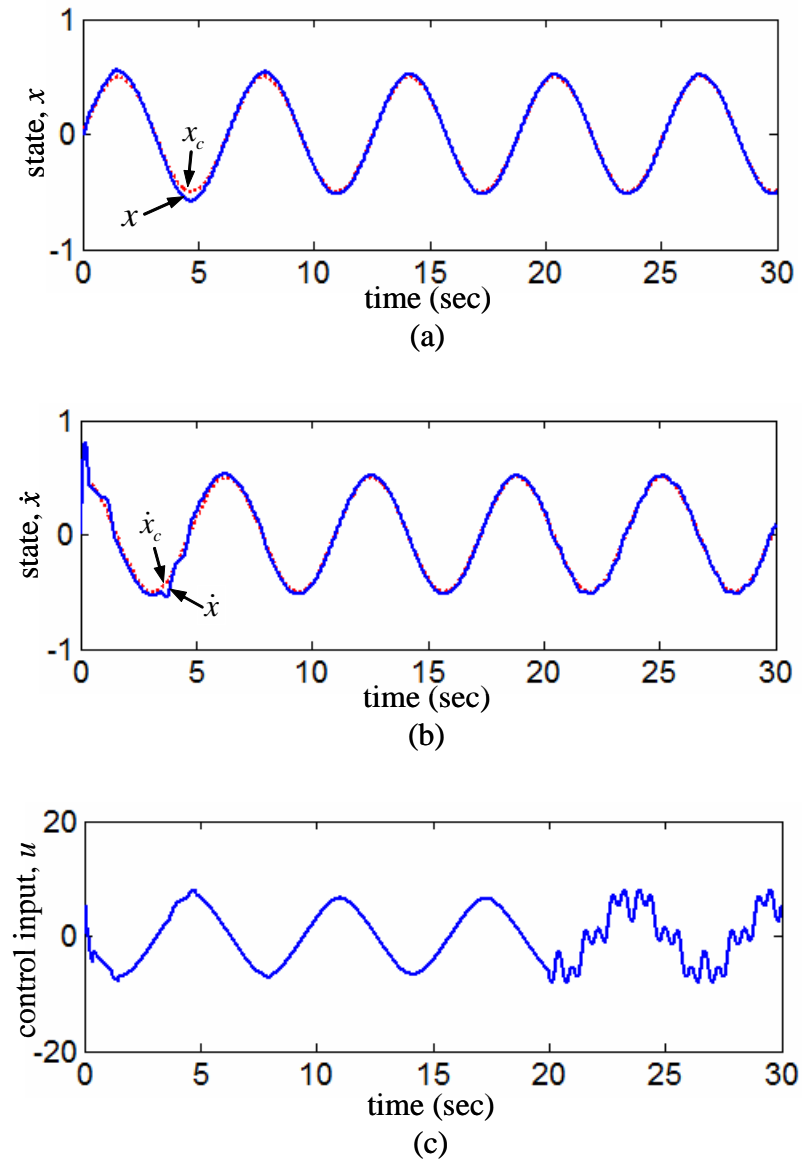 1
0
-1
state, x
x_c
x
0 5 10 15 20 25 30
time (sec)
(a)
1
0
-1
state, ẋ
ẋ_c
ẋ
0 5 10 15 20 25 30
time (sec)
(b)
20
0
-20
control input, u
0 5 10 15 20 25 30
time (sec)
(c)